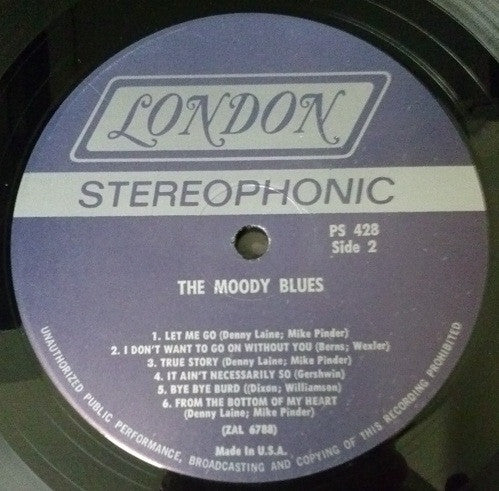 LONDON
STEREOPHONIC
PS 428
Side 2
THE MOODY BLUES
1. LET ME GO (Denny Laine; Mike Pinder)
2. I DON'T WANT TO GO ON WITHOUT YOU (Berns; Wexler)
3. TRUE STORY (Denny Laine; Mike Pinder)
4. IT AIN'T NECESSARILY SO (Gershwin)
5. BYE BYE BURD ((Dixon; Williamson)
6. FROM THE BOTTOM OF MY HEART
(Denny Laine; Mike Pinder)
(ZAL 6788)
Made in U.S.A.
UNAUTHORIZED PUBLIC PERFORMANCE, BROADCASTING AND COPYING OF THIS RECORDING PROHIBITED